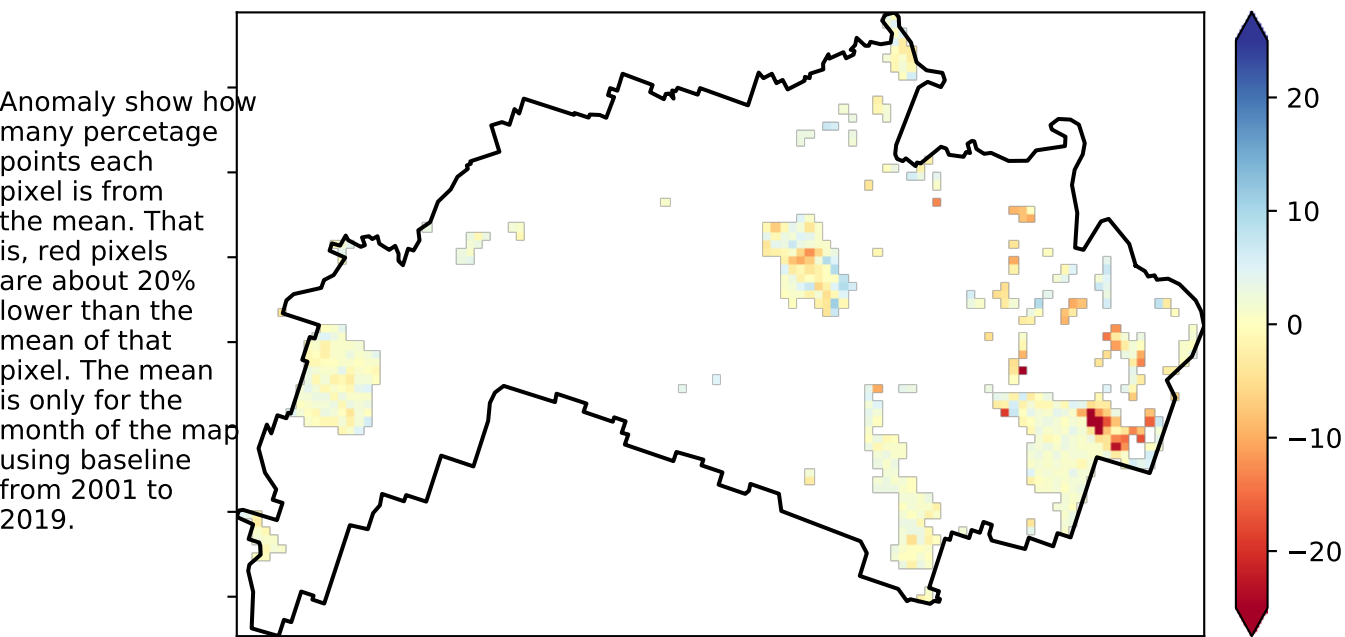 Anomaly show how
many percetage
points each
pixel is from
the mean. That
is, red pixels
are about 20%
lower than the
mean of that
pixel. The mean
is only for the
month of the map
using baseline
from 2001 to
2019.
20
10
0
−10
−20